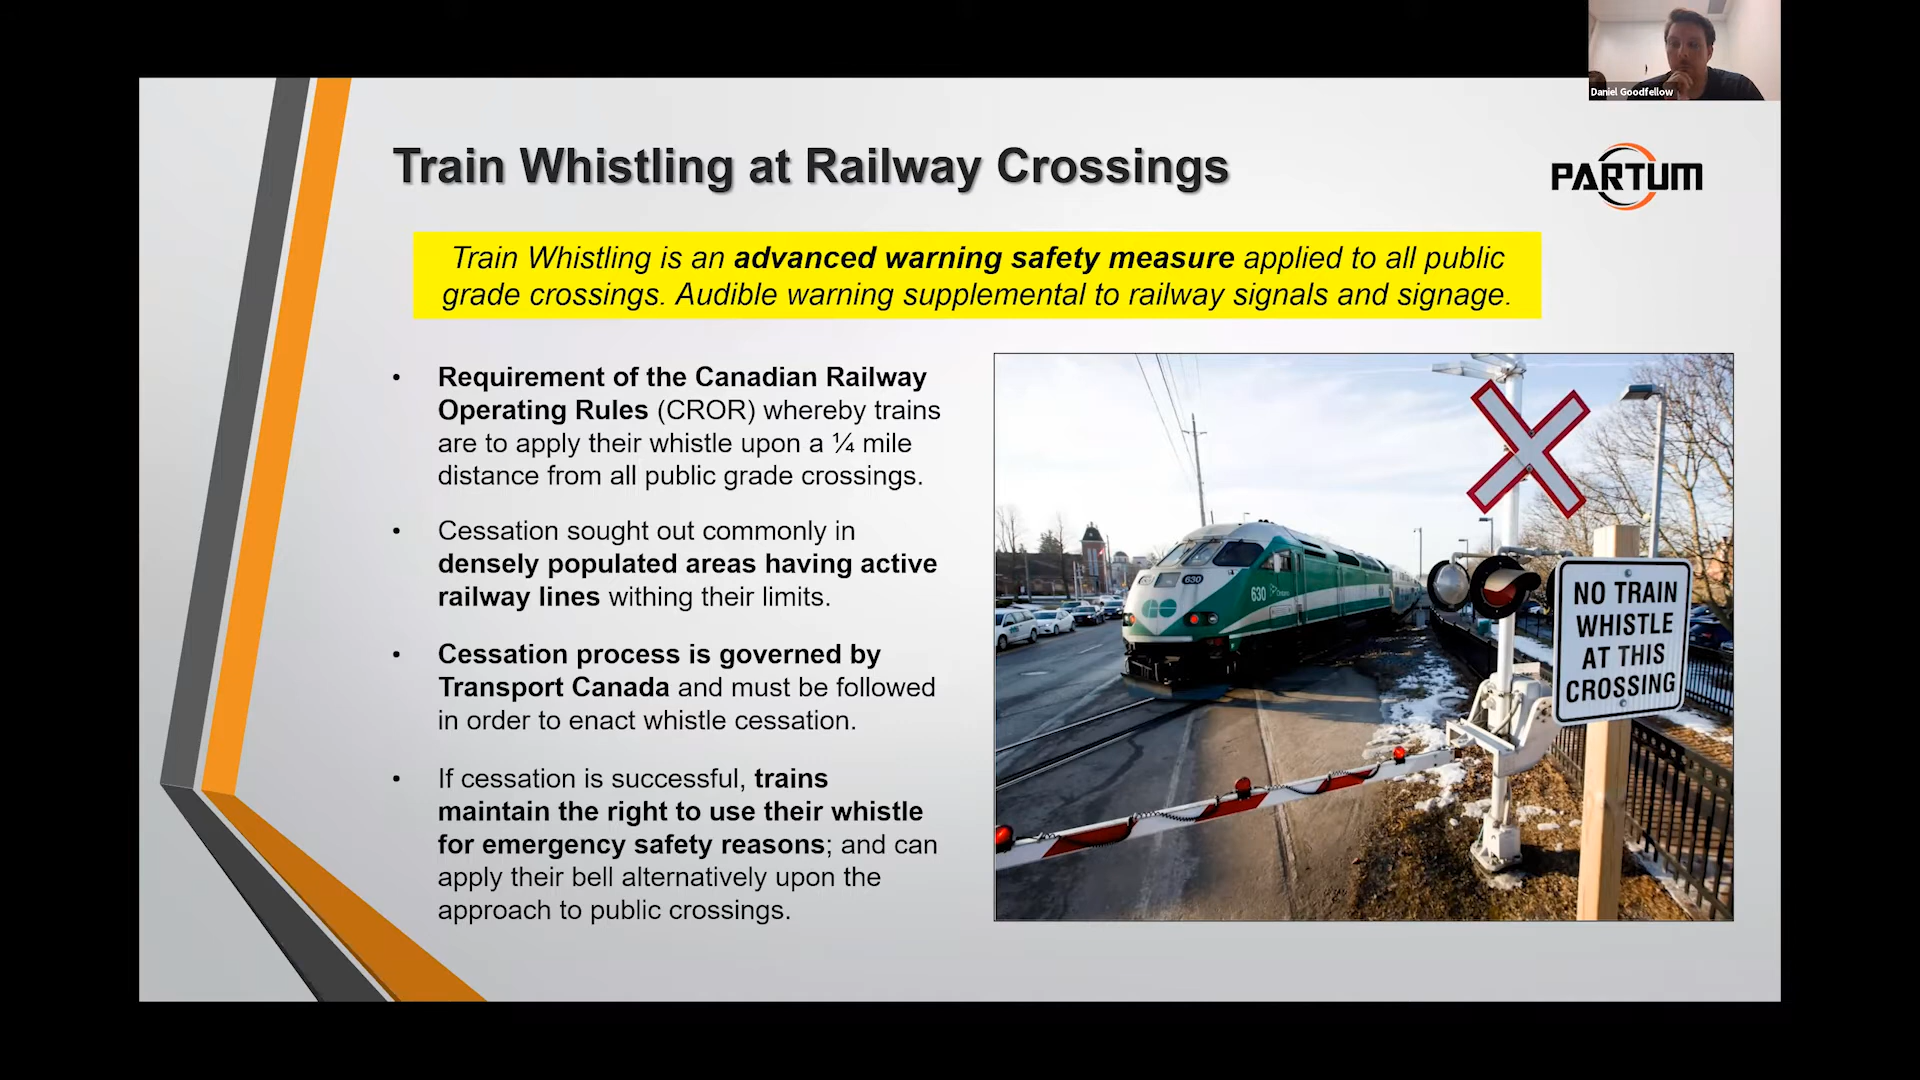 Daniel Goodfellow
Train Whistling at Railway Crossings
PARTUM
Train Whistling is an advanced warning safety measure applied to all public
grade crossings. Audible warning supplemental to railway signals and signage.
• Requirement of the Canadian Railway
Operating Rules (CROR) whereby trains
are to apply their whistle upon a ¼ mile
distance from all public grade crossings.
• Cessation sought out commonly in
densely populated areas having active
railway lines withing their limits.
• Cessation process is governed by
Transport Canada and must be followed
in order to enact whistle cessation.
• If cessation is successful, trains
maintain the right to use their whistle
for emergency safety reasons; and can
apply their bell alternatively upon the
approach to public crossings.
630
630
GO
NO TRAIN
WHISTLE
AT THIS
CROSSING